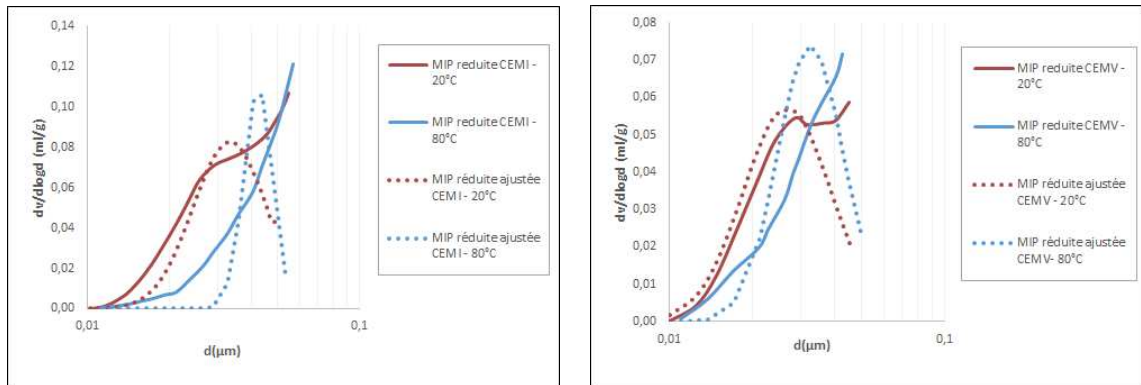 0,14
0,12
0,10
0,08
0,06
0,04
0,02
0,00
dv/dlogd (ml/g)
0,01
0,1
d(µm)
MIP reduite CEMI -
20°C
MIP reduite CEMI -
80°C
MIP réduite ajustée
CEMI - 20°C
MIP réduite ajustée
CEMI - 80°C
0,08
0,07
0,06
0,05
0,04
0,03
0,02
0,01
0,00
dv/dlogd (ml/g)
0,01
0,1
d(µm)
MIP reduite CEMV -
20°C
MIP reduite CEMV -
80°C
MIP réduite ajustée
CEMV - 20°C
MIP réduite ajustée
CEMV- 80°C